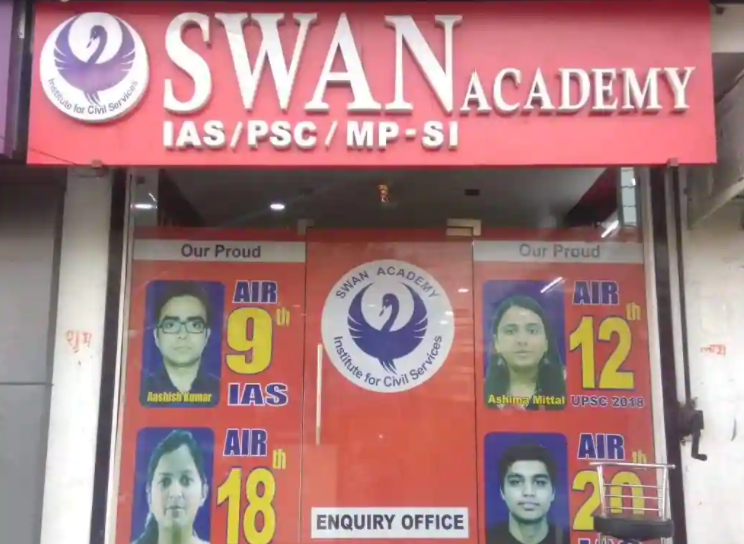 SWAN ACADEMY
Institute for Civil Services
IAS/PSC/MP-SI
Our Proud
AIR
9th
Aashish Kumar
IAS
AIR
18th
SWAN ACADEMY
Institute for Civil Services
ENQUIRY OFFICE
Our Proud
AIR
12th
Ashima Mittal
UPSC 2018
AIR
th
शुभ